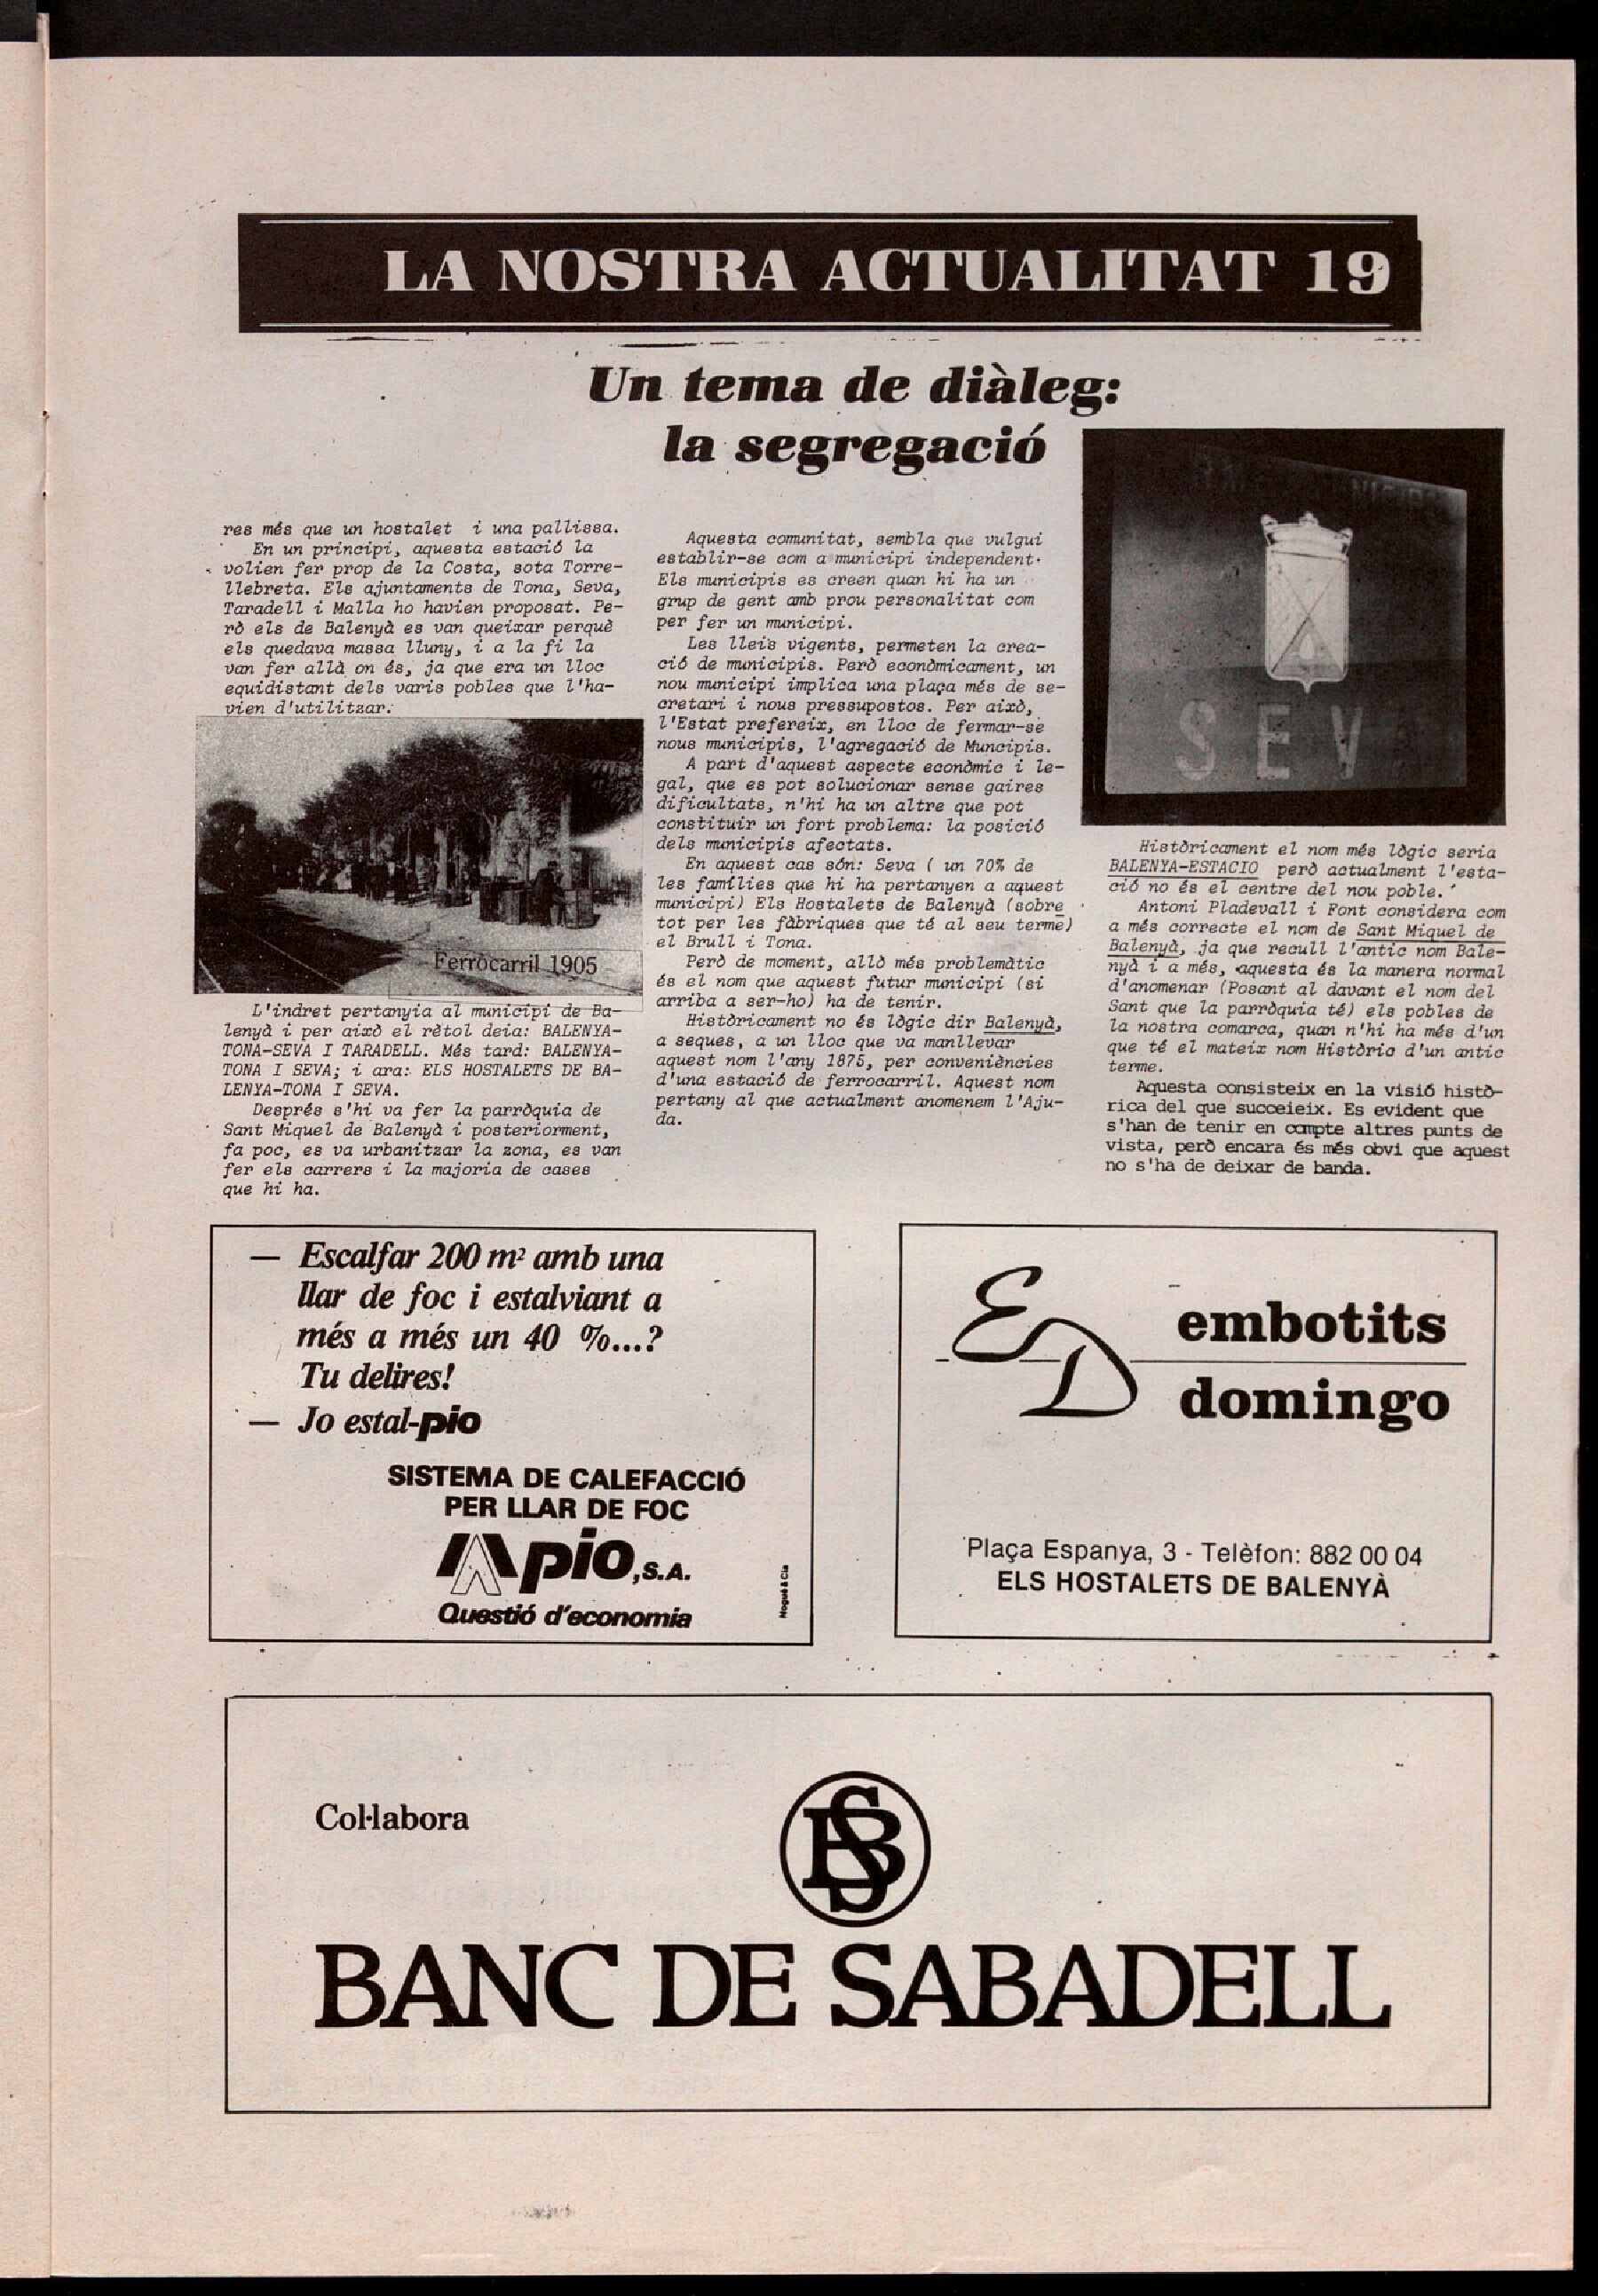 LA NOSTRA ACTUALITAT 19
Un tema de diàleg:
la segregació
res més que un hostalet i una pallissa.
En un principi, aquesta estació la
volien fer prop de la Costa, sota Torre-
llebreta. Els ajuntaments de Tona, Seva,
Taradell i Malla ho havien proposat. Pe-
rò els de Balenyà es van queixar perquè
els quedava massa lluny, i a la fi la
van fer allà on és, ja que era un lloc
equidistant dels varis pobles que l'ha-
vien d'utilitzar.
Ferrocarril 1905
L'indret pertanyia al municipi de Ba-
lenyà i per això el rètol deia: BALENYA-
TONA-SEVA I TARADELL. Més tard: BALENYA-
TONA I SEVA; i ara: ELS HOSTALETS DE BA-
LENYA-TONA I SEVA.
Després s'hi va fer la parròquia de
Sant Miquel de Balenyà i posteriorment,
fa poc, es va urbanitzar la zona, es van
fer els carrers i la majoria de cases
que hi ha.
Aquesta comunitat, sembla que vulgui
establir-se com a municipi independent.
Els municipis es creen quan hi ha un
grup de gent amb prou personalitat com
per fer un municipi.
Les lleis vigents, permeten la crea-
ció de municipis. Però econòmicament, un
nou municipi implica una plaça més de se-
cretari i nous pressupostos. Per això,
l'Estat prefereix, en lloc de fermar-se
nous municipis, l'agregació de Muncipis.
A part d'aquest aspecte econòmic i le-
gal, que es pot solucionar sense gaires
dificultats, n'hi ha un altre que pot
constituir un fort problema: la posició
dels municipis afectats.
En aquest cas són: Seva ( un 70% de
les famílies que hi ha pertanyen a aquest
municipi) Els Hostalets de Balenyà (sobre
tot per les fàbriques que té al seu terme)
el Brull i Tona.
Però de moment, allò més problemàtic
és el nom que aquest futur municipi (si
arriba a ser-ho) ha de tenir.
Històricament no és lògic dir Balenyà,
a seques, a un lloc que va manllevar
aquest nom l'any 1875, per conveniències
d'una estació de ferrocarril. Aquest nom
pertany al que actualment anomenem l'Aju-
da.
SEV
Històricament el nom més lògic seria
BALENYA-ESTACIO però actualment l'esta-
ció no és el centre del nou poble.
Antoni Pladevall i Font considera com
a més correcte el nom de Sant Miquel de
Balenyà, ja que recull l'antic nom Bale-
nyà i a més, aquesta és la manera normal
d'anomenar (Posant al davant el nom del
Sant que la parròquia té) els pobles de
la nostra comarca, quan n'hi ha més d'un
que té el mateix nom Històric d'un antic
terme.
Aquesta consisteix en la visió histò-
rica del que succeieix. Es evident que
s'han de tenir en compte altres punts de
vista, però encara és més obvi que aquest
no s'ha de deixar de banda.
— Escalfar 200 m² amb una
llar de foc i estalviant a
més a més un 40 %...?
Tu delires!
— Jo estal-pio
SISTEMA DE CALEFACCIÓ
PER LLAR DE FOC
pio, S.A.
Questió d'economia
Nogué & Cia
ED
embotits
domingo
Plaça Espanya, 3 - Telèfon: 882 00 04
ELS HOSTALETS DE BALENYÀ
Col·labora
BS
BANC DE SABADELL